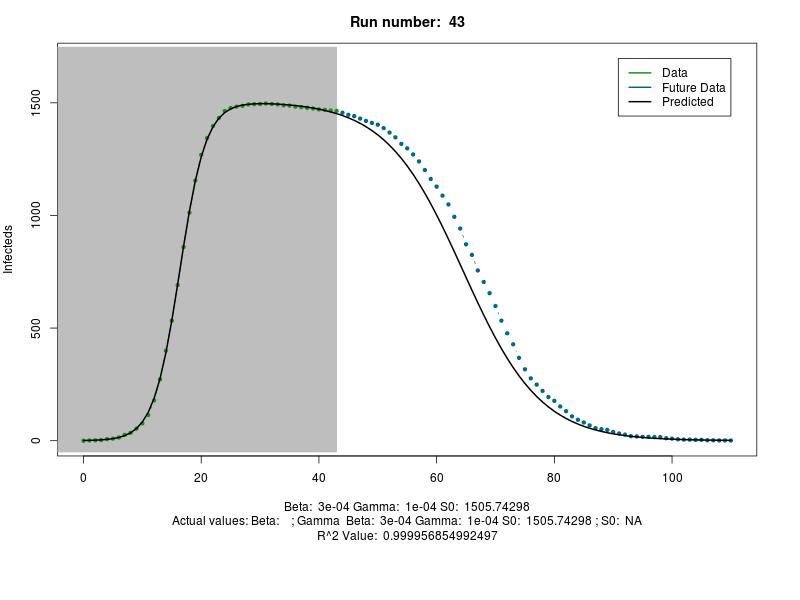 Run number: 43
Data
Future Data
Predicted
Infecteds
1500
1000
500
0
0 20 40 60 80 100
Beta: 3e-04 Gamma: 1e-04 S0: 1505.74298
Actual values: Beta: ; Gamma Beta: 3e-04 Gamma: 1e-04 S0: 1505.74298 ; S0: NA
R^2 Value: 0.999956854992497